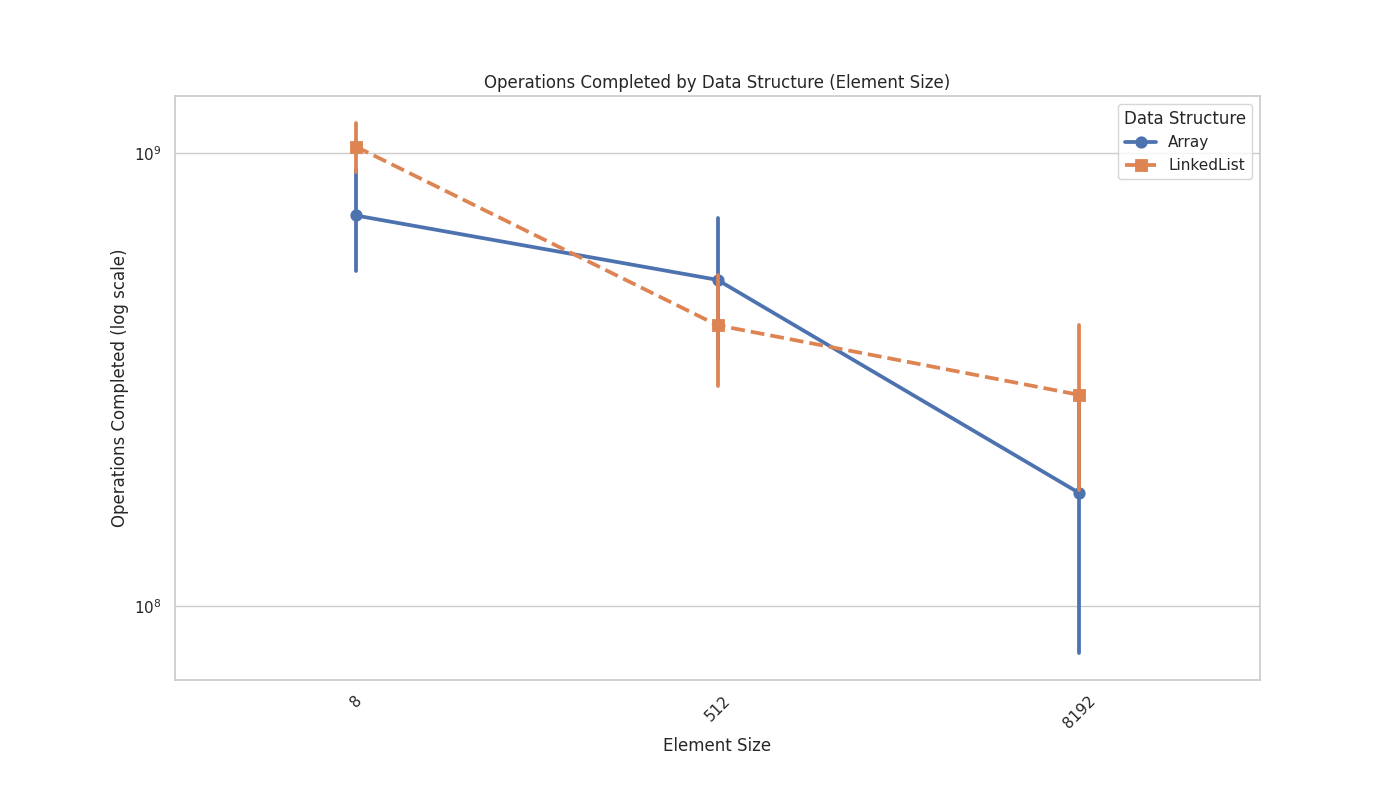 Operations Completed by Data Structure (Element Size)
Data Structure
Array
LinkedList
Operations Completed (log scale)
10⁹
10⁸
8
512
8192
Element Size